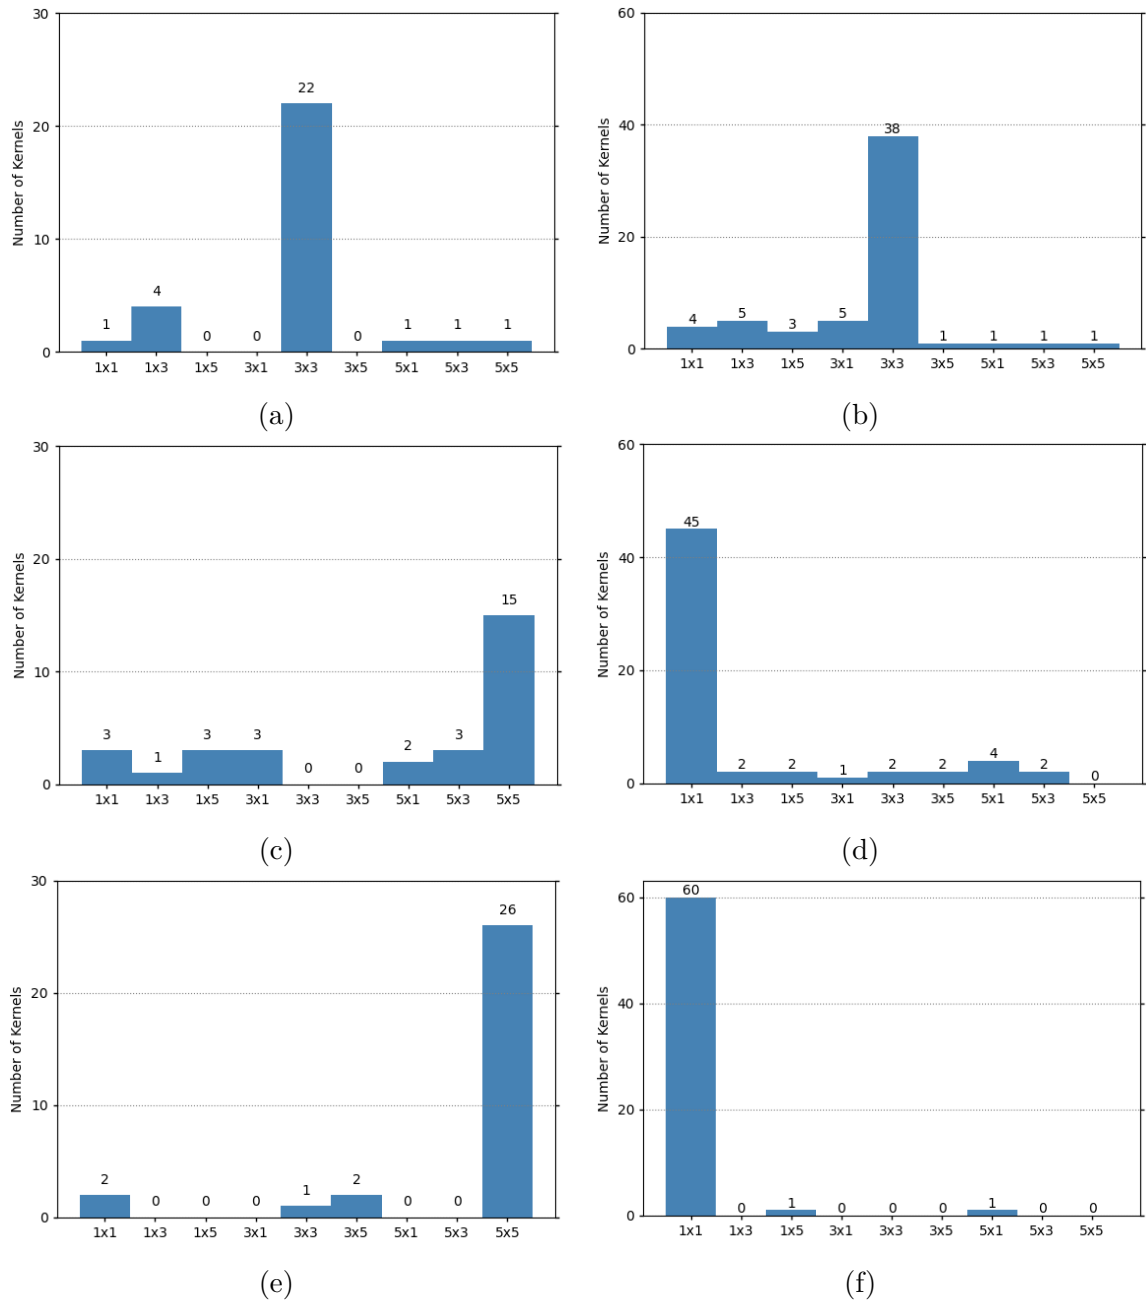 30
20
10
0
Number of Kernels
1 4 0 0 22 0 1 1 1
1x1 1x3 1x5 3x1 3x3 3x5 5x1 5x3 5x5
(a)
60
40
20
0
Number of Kernels
4 5 3 5 38 1 1 1 1
1x1 1x3 1x5 3x1 3x3 3x5 5x1 5x3 5x5
(b)
30
20
10
0
Number of Kernels
3 1 3 3 0 0 2 3 15
1x1 1x3 1x5 3x1 3x3 3x5 5x1 5x3 5x5
(c)
60
40
20
0
Number of Kernels
45 2 2 1 2 2 4 2 0
1x1 1x3 1x5 3x1 3x3 3x5 5x1 5x3 5x5
(d)
30
20
10
0
Number of Kernels
2 0 0 0 1 2 0 0 26
1x1 1x3 1x5 3x1 3x3 3x5 5x1 5x3 5x5
(e)
60
40
20
0
Number of Kernels
60 0 1 0 0 0 1 0 0
1x1 1x3 1x5 3x1 3x3 3x5 5x1 5x3 5x5
(f)